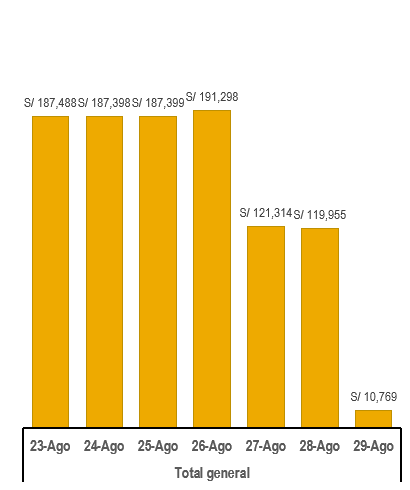 S/ 187,488 S/ 187,398 S/ 187,399 S/ 191,298
S/ 121,314 S/ 119,955
S/ 10,769
23-Ago 24-Ago 25-Ago 26-Ago 27-Ago 28-Ago 29-Ago
Total general